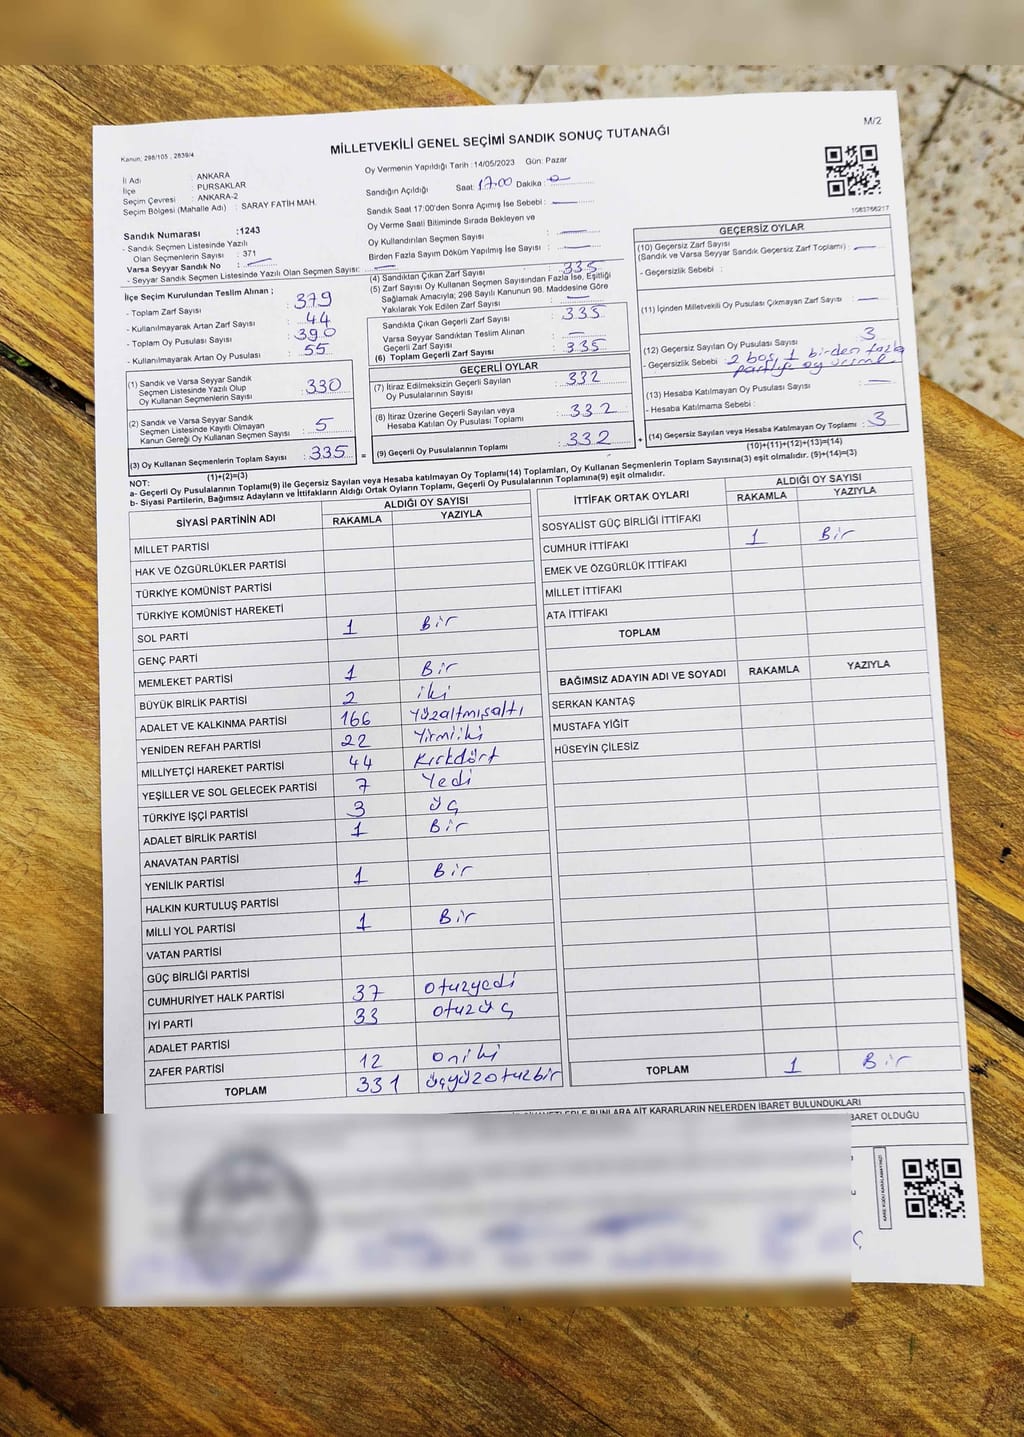 M/2
MİLLETVEKİLİ GENEL SEÇİMİ SANDIK SONUÇ TUTANAĞI
Kanun; 298/105 , 2839/4
İl Adı : ANKARA
İlçe : PURSAKLAR
Seçim Çevresi : ANKARA-2
Seçim Bölgesi (Mahalle Adı) : SARAY FATİH MAH.
Sandık Numarası :1243
- Sandık Seçmen Listesinde Yazılı
Olan Seçmenlerin Sayısı : 371
Varsa Seyyar Sandık No :
- Seyyar Sandık Seçmen Listesinde Yazılı Olan Seçmen Sayısı:
Oy Vermenin Yapıldığı Tarih : 14/05/2023 Gün: Pazar
Sandığın Açıldığı Saat: 17:00 Dakika :
Sandık Saat 17:00'den Sonra Açımış İse Sebebi :
Oy Verme Saati Bitiminde Sırada Bekleyen ve
Oy Kullandırılan Seçmen Sayısı :
Birden Fazla Sayım Döküm Yapılmış İse Sayısı :
1083766217
İlçe Seçim Kurulundan Teslim Alınan ;
- Toplam Zarf Sayısı : 379
- Kullanılmayarak Artan Zarf Sayısı : 44
- Toplam Oy Pusulası Sayısı : 390
- Kullanılmayarak Artan Oy Pusulası : 55
(1) Sandık ve Varsa Seyyar Sandık
Seçmen Listesinde Yazılı Olup
Oy Kullanan Seçmenlerin Sayısı : 330
(2) Sandık ve Varsa Seyyar Sandık
Seçmen Listesinde Kayıtlı Olmayan
Kanun Gereği Oy Kullanan Seçmen Sayısı : 5
(3) Oy Kullanan Seçmenlerin Toplam Sayısı : 335 =
(1)+(2)=(3)
(4) Sandıktan Çıkan Zarf Sayısı : 335
(5) Zarf Sayısı Oy Kullanan Seçmen Sayısından Fazla İse, Eşitliği
Sağlamak Amacıyla; 298 Sayılı Kanunun 98. Maddesine Göre
Yakılarak Yok Edilen Zarf Sayısı :
Sandıkta Çıkan Geçerli Zarf Sayısı : 335
Varsa Seyyar Sandıktan Teslim Alınan
Geçerli Zarf Sayısı :
(6) Toplam Geçerli Zarf Sayısı : 335
GEÇERLİ OYLAR
(7) İtiraz Edilmeksizin Geçerli Sayılan
Oy Pusulalarının Sayısı : 332
(8) İtiraz Üzerine Geçerli Sayılan veya
Hesaba Katılan Oy Pusulası Toplamı : 332
(9) Geçerli Oy Pusulalarının Toplamı : 332 +
GEÇERSİZ OYLAR
(10) Geçersiz Zarf Sayısı
(Sandık ve Varsa Seyyar Sandık Geçersiz Zarf Toplamı) :
- Geçersizlik Sebebi :
(11) İçinden Milletvekili Oy Pusulası Çıkmayan Zarf Sayısı :
(12) Geçersiz Sayılan Oy Pusulası Sayısı : 3
- Geçersizlik Sebebi : 2 boş, 1 birden fazla
partiye oy
(13) Hesaba Katılmayan Oy Pusulası Sayısı :
- Hesaba Katılmama Sebebi :
(14) Geçersiz Sayılan veya Hesaba Katılmayan Oy Toplamı : 3
(10)+(11)+(12)+(13)=(14)
NOT:
a- Geçerli Oy Pusulalarının Toplamı(9) ile Geçersiz Sayılan veya Hesaba katılmayan Oy Toplamı(14) Toplamları, Oy Kullanan Seçmenlerin Toplam Sayısına(3) eşit olmalıdır. (9)+(14)=(3)
b- Siyasi Partilerin, Bağımsız Adayların ve İttifakların Aldığı Ortak Oyların Toplamı, Geçerli Oy Pusulalarının Toplamına(9) eşit olmalıdır.
SİYASİ PARTİNİN ADI ALDIĞI OY SAYISI
RAKAMLA YAZIYLA
MİLLET PARTİSİ
HAK VE ÖZGÜRLÜKLER PARTİSİ
TÜRKİYE KOMÜNİST PARTİSİ
TÜRKİYE KOMÜNİST HAREKETİ
SOL PARTİ 1 Bir
GENÇ PARTİ
MEMLEKET PARTİSİ 1 Bir
BÜYÜK BİRLİK PARTİSİ 2 iki
ADALET VE KALKINMA PARTİSİ 166 Yüzaltmışaltı
YENİDEN REFAH PARTİSİ 22 Yirmiiki
MİLLİYETÇİ HAREKET PARTİSİ 44 Kırkdört
YEŞİLLER VE SOL GELECEK PARTİSİ 7 Yedi
TÜRKİYE İŞÇİ PARTİSİ 3 üç
ADALET BİRLİK PARTİSİ 1 Bir
ANAVATAN PARTİSİ
YENİLİK PARTİSİ 1 Bir
HALKIN KURTULUŞ PARTİSİ
MİLLİ YOL PARTİSİ 1 Bir
VATAN PARTİSİ
GÜÇ BİRLİĞİ PARTİSİ
CUMHURİYET HALK PARTİSİ 37 otuzyedi
İYİ PARTİ 33 otuzüç
ADALET PARTİSİ
ZAFER PARTİSİ 12 oniki
TOPLAM 331 üçyüzotuzbir
İTTİFAK ORTAK OYLARI ALDIĞI OY SAYISI
RAKAMLA YAZIYLA
SOSYALİST GÜÇ BİRLİĞİ İTTİFAKI
CUMHUR İTTİFAKI 1 Bir
EMEK VE ÖZGÜRLÜK İTTİFAKI
MİLLET İTTİFAKI
ATA İTTİFAKI
TOPLAM
BAĞIMSIZ ADAYIN ADI VE SOYADI RAKAMLA YAZIYLA
SERKAN KANTAŞ
MUSTAFA YİĞİT
HÜSEYİN ÇİLESİZ
TOPLAM 1 Bir
BUNLARA AİT KARARLARIN NELERDEN İBARET BULUNDUKLARI
BARET OLDUĞU